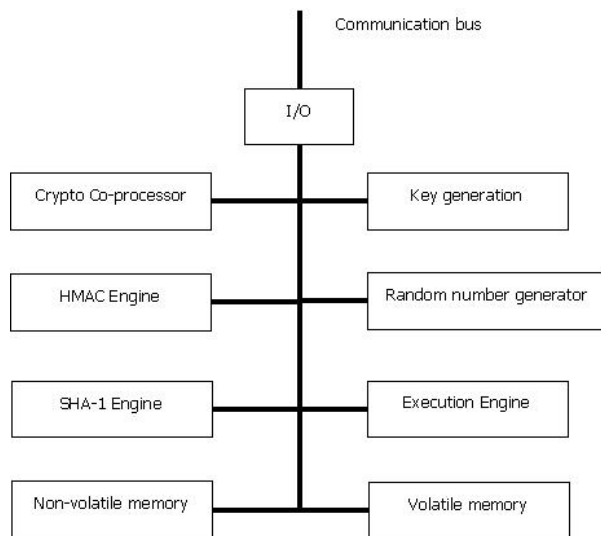 Communication bus
I/O
Crypto Co-processor
Key generation
HMAC Engine
Random number generator
SHA-1 Engine
Execution Engine
Non-volatile memory
Volatile memory